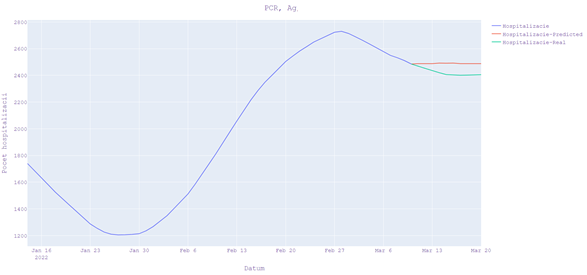 PCR, Ag
Pocet hospitalizacii
2800
2600
2400
2200
2000
1800
1600
1400
1200
Jan 16
2022
Jan 23
Jan 30
Feb 6
Feb 13
Feb 20
Feb 27
Mar 6
Mar 13
Mar 20
Datum
Hospitalizacie
Hospitalizacie-Predicted
Hospitalizacie-Real